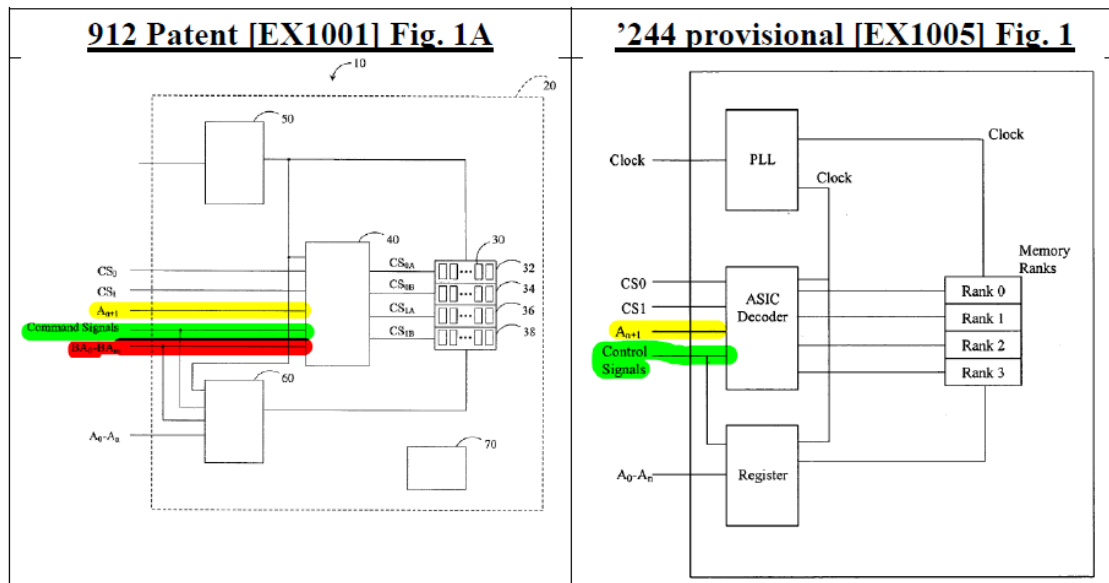 912 Patent [EX1001] Fig. 1A
10
20
50
40
30
CS₀
CS₀A
32
CS₁
CS₀B
34
Aₙ₊₁
CS₁A
36
Command Signals
CS₁B
38
BA₀-BAₘ
60
A₀-Aₙ
70
'244 provisional [EX1005] Fig. 1
Clock
PLL
Clock
Clock
Memory
Ranks
CS0
CS1
ASIC
Decoder
Aₙ₊₁
Control
Signals
Rank 0
Rank 1
Rank 2
Rank 3
A₀-Aₙ
Register